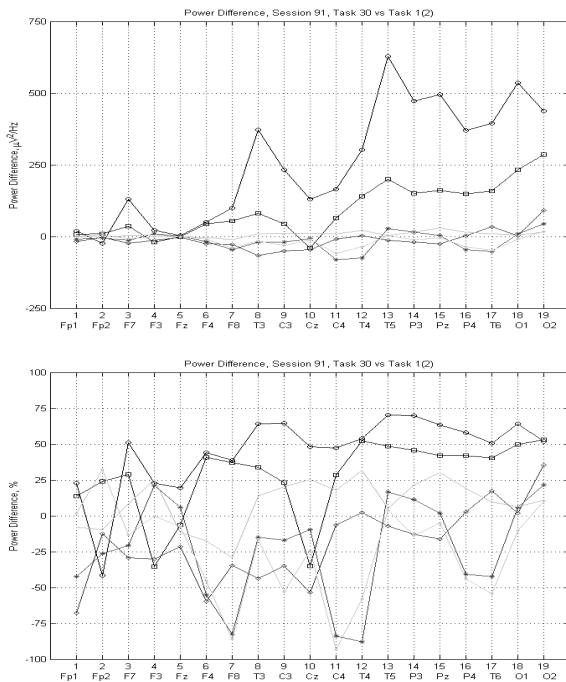 Power Difference, Session 91, Task 30 vs Task 1(2)
750
500
250
0
-250
Power Difference, μV²/Hz
1 2 3 4 5 6 7 8 9 10 11 12 13 14 15 16 17 18 19
Fp1 Fp2 F7 F3 Fz F4 F8 T3 C3 Cz C4 T4 T5 P3 Pz P4 T6 O1 O2
Power Difference, Session 91, Task 30 vs Task 1(2)
100
75
50
25
0
-25
-50
-75
-100
Power Difference, %
1 2 3 4 5 6 7 8 9 10 11 12 13 14 15 16 17 18 19
Fp1 Fp2 F7 F3 Fz F4 F8 T3 C3 Cz C4 T4 T5 P3 Pz P4 T6 O1 O2